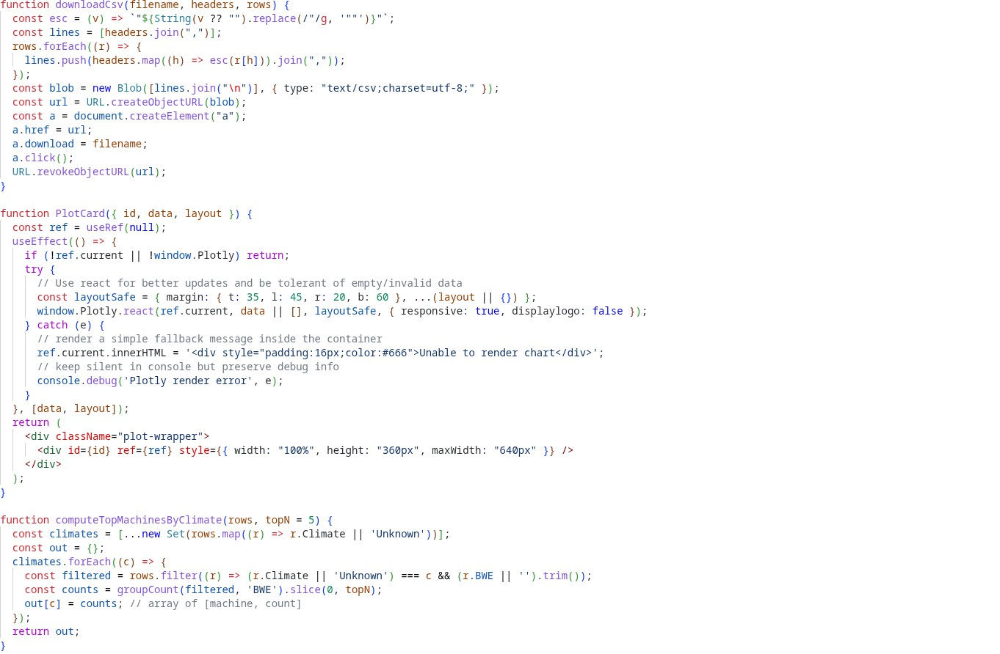 function downloadCsv(filename, headers, rows) {
  const esc = (v) => `"${String(v ?? "").replace(/"/g, '""')}"`;
  const lines = [headers.join(",")];
  rows.forEach((r) => {
    lines.push(headers.map((h) => esc(r[h])).join(","));
  });
  const blob = new Blob([lines.join("\n")], { type: "text/csv;charset=utf-8;" });
  const url = URL.createObjectURL(blob);
  const a = document.createElement("a");
  a.href = url;
  a.download = filename;
  a.click();
  URL.revokeObjectURL(url);
}

function PlotCard({ id, data, layout }) {
  const ref = useRef(null);
  useEffect(() => {
    if (!ref.current || !window.Plotly) return;
    try {
      // Use react for better updates and be tolerant of empty/invalid data
      const layoutSafe = { margin: { t: 35, l: 45, r: 20, b: 60 }, ...(layout || {}) };
      window.Plotly.react(ref.current, data || [], layoutSafe, { responsive: true, displaylogo: false });
    } catch (e) {
      // render a simple fallback message inside the container
      ref.current.innerHTML = '<div style="padding:16px;color:#666">Unable to render chart</div>';
      // keep silent in console but preserve debug info
      console.debug('Plotly render error', e);
    }
  }, [data, layout]);
  return (
    <div className="plot-wrapper">
      <div id={id} ref={ref} style={{ width: "100%", height: "360px", maxWidth: "640px" }} />
    </div>
  );
}

function computeTopMachinesByClimate(rows, topN = 5) {
  const climates = [...new Set(rows.map((r) => r.Climate || 'Unknown'))];
  const out = {};
  climates.forEach((c) => {
    const filtered = rows.filter((r) => (r.Climate || 'Unknown') === c && (r.BWE || '').trim());
    const counts = groupCount(filtered, 'BWE').slice(0, topN);
    out[c] = counts; // array of [machine, count]
  });
  return out;
}